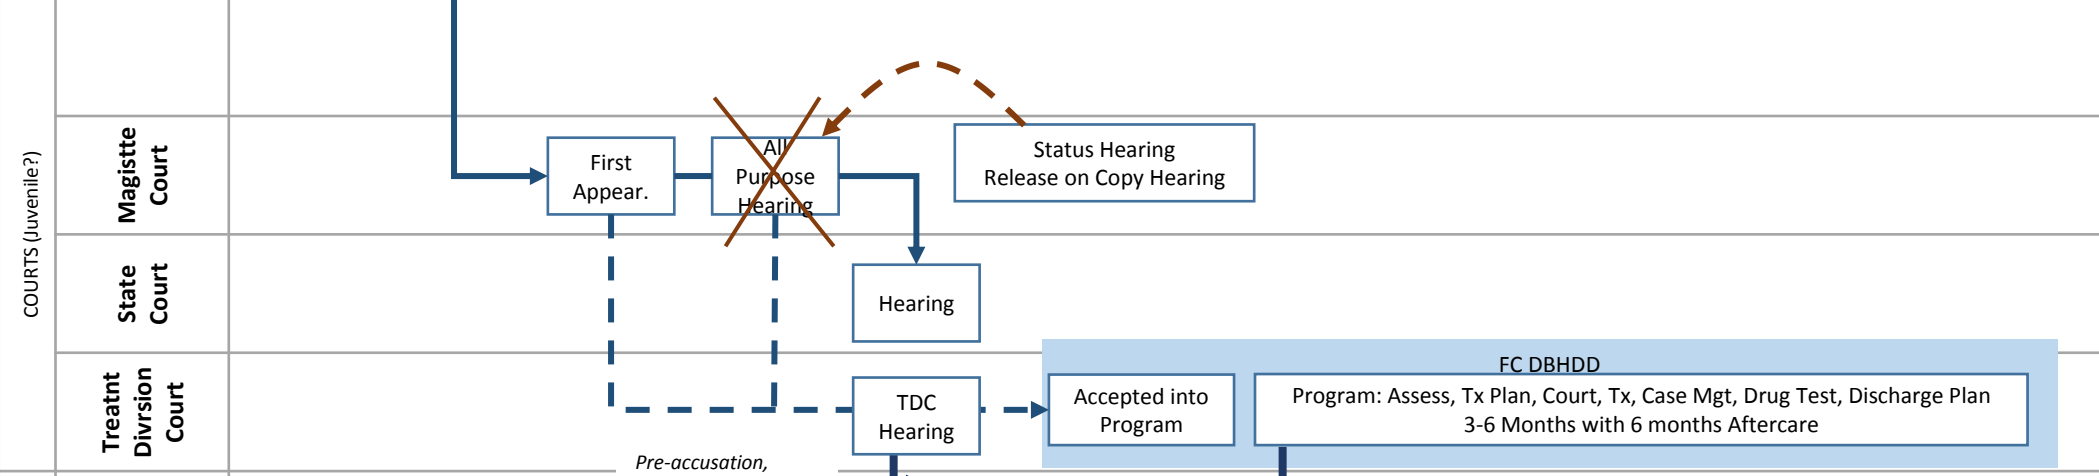 COURTS (Juvenile?)
Magistte
Court
First
Appear.
All
Purpose
Hearing
Status Hearing
Release on Copy Hearing
State
Court
Hearing
Treatnt
Divrsion
Court
TDC
Hearing
FC DBHDD
Accepted into
Program
Program: Assess, Tx Plan, Court, Tx, Case Mgt, Drug Test, Discharge Plan
3-6 Months with 6 months Aftercare
Pre-accusation,